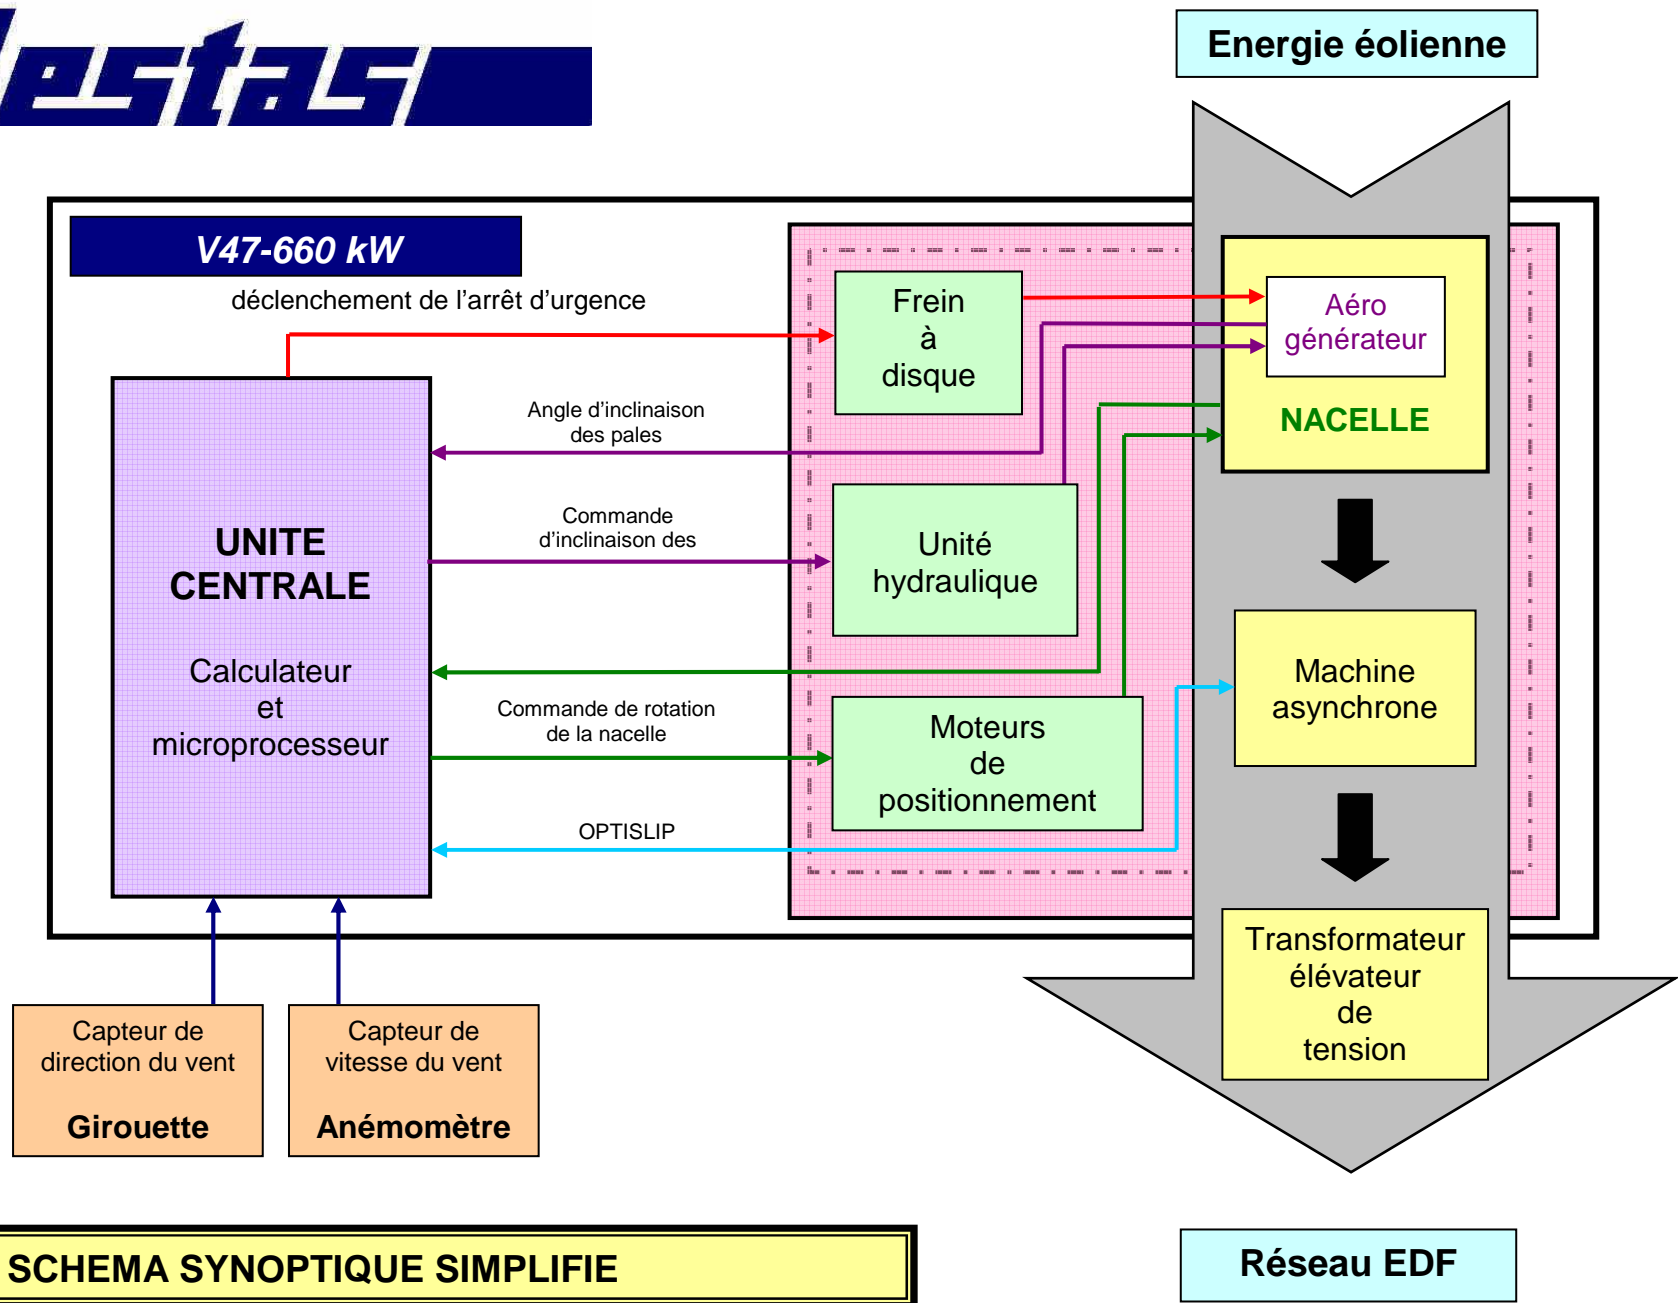 estas
Energie éolienne
V47-660 kW
déclenchement de l'arrêt d'urgence
Frein
à
disque
Aéro
générateur
NACELLE
Angle d'inclinaison
des pales
UNITE
CENTRALE
Calculateur
et
microprocesseur
Commande
d'inclinaison des
Unité
hydraulique
Machine
asynchrone
Commande de rotation
de la nacelle
Moteurs
de
positionnement
OPTISLIP
Transformateur
élévateur
de
tension
Capteur de
direction du vent
Girouette
Capteur de
vitesse du vent
Anémomètre
SCHEMA SYNOPTIQUE SIMPLIFIE
Réseau EDF